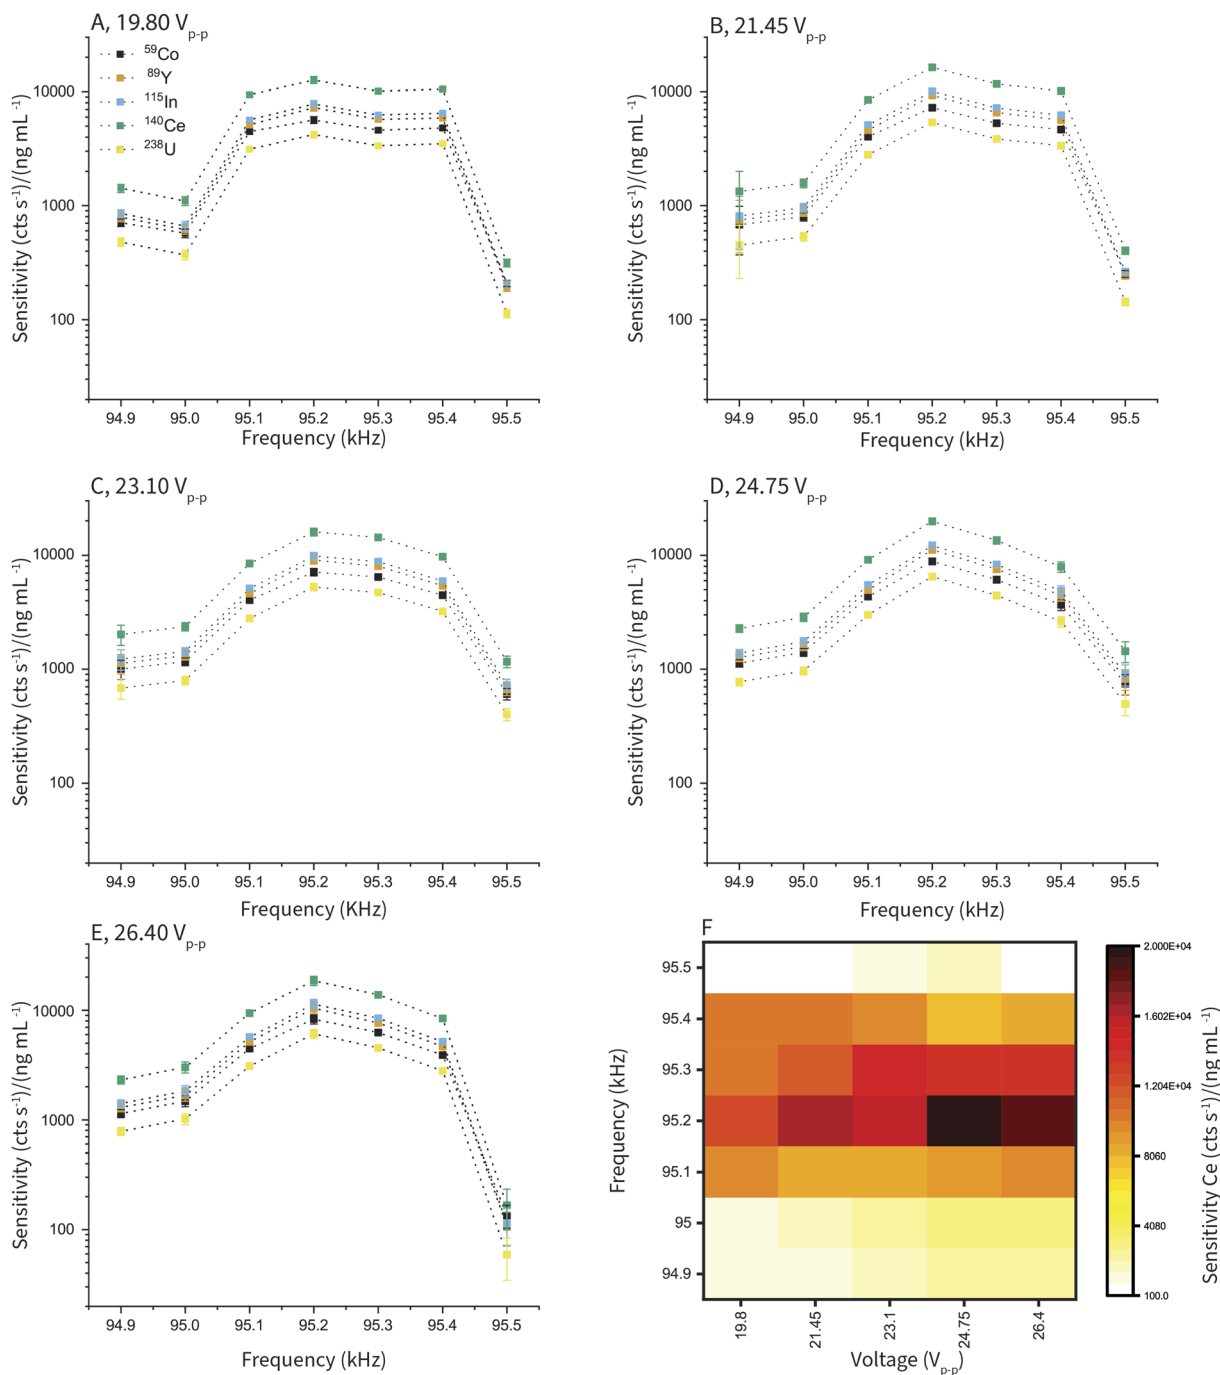 A, 19.80 Vp-p
59Co
89Y
115In
140Ce
238U
10000
1000
100
Sensitivity (cts s-1)/(ng mL -1)
94.9 95.0 95.1 95.2 95.3 95.4 95.5
Frequency (kHz)
B, 21.45 Vp-p
10000
1000
100
Sensitivity (cts s-1)/(ng mL -1)
94.9 95.0 95.1 95.2 95.3 95.4 95.5
Frequency (kHz)
C, 23.10 Vp-p
10000
1000
100
Sensitivity (cts s-1)/(ng mL -1)
94.9 95.0 95.1 95.2 95.3 95.4 95.5
Frequency (KHz)
D, 24.75 Vp-p
10000
1000
100
Sensitivity (cts s-1)/(ng mL -1)
94.9 95.0 95.1 95.2 95.3 95.4 95.5
Frequency (kHz)
E, 26.40 Vp-p
10000
1000
100
Sensitivity (cts s-1)/(ng mL -1)
94.9 95.0 95.1 95.2 95.3 95.4 95.5
Frequency (kHz)
F
95.5
95.4
95.3
95.2
95.1
95
94.9
Frequency (kHz)
19.8 21.45 23.1 24.75 26.4
Voltage (Vp-p)
2.000E+04
1.602E+04
1.204E+04
8060
4080
100.0
Sensitivity Ce (cts s-1)/(ng mL -1)